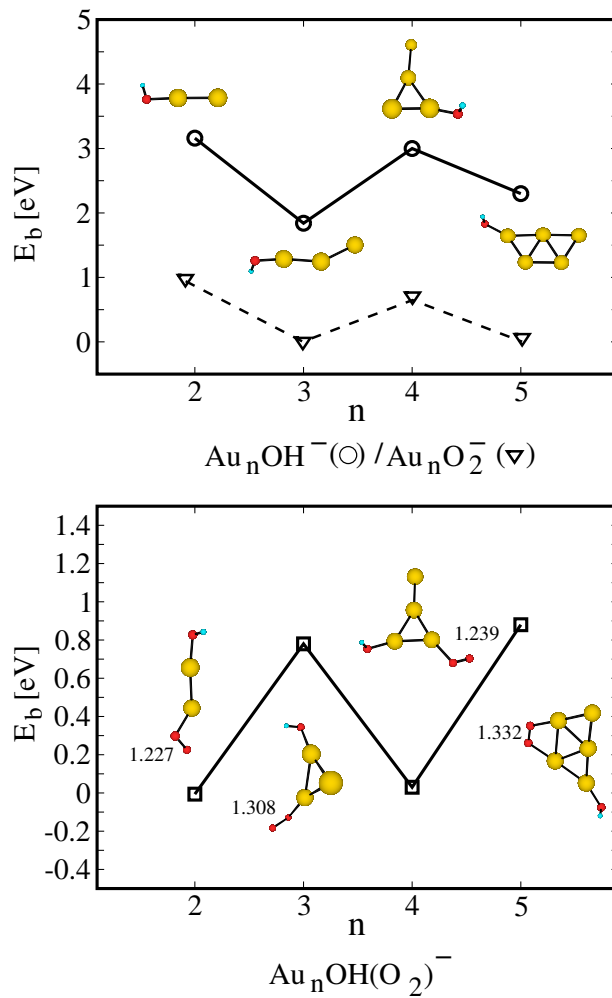 5
4
3
2
1
0
E_b [eV]
2 3 4 5
n
Au_nOH^−(○) / Au_nO_2^− (▽)
1.4
1.2
1
0.8
0.6
0.4
0.2
0
-0.2
-0.4
E_b [eV]
1.227
1.308
1.239
1.332
2 3 4 5
n
Au_nOH(O_2)^−